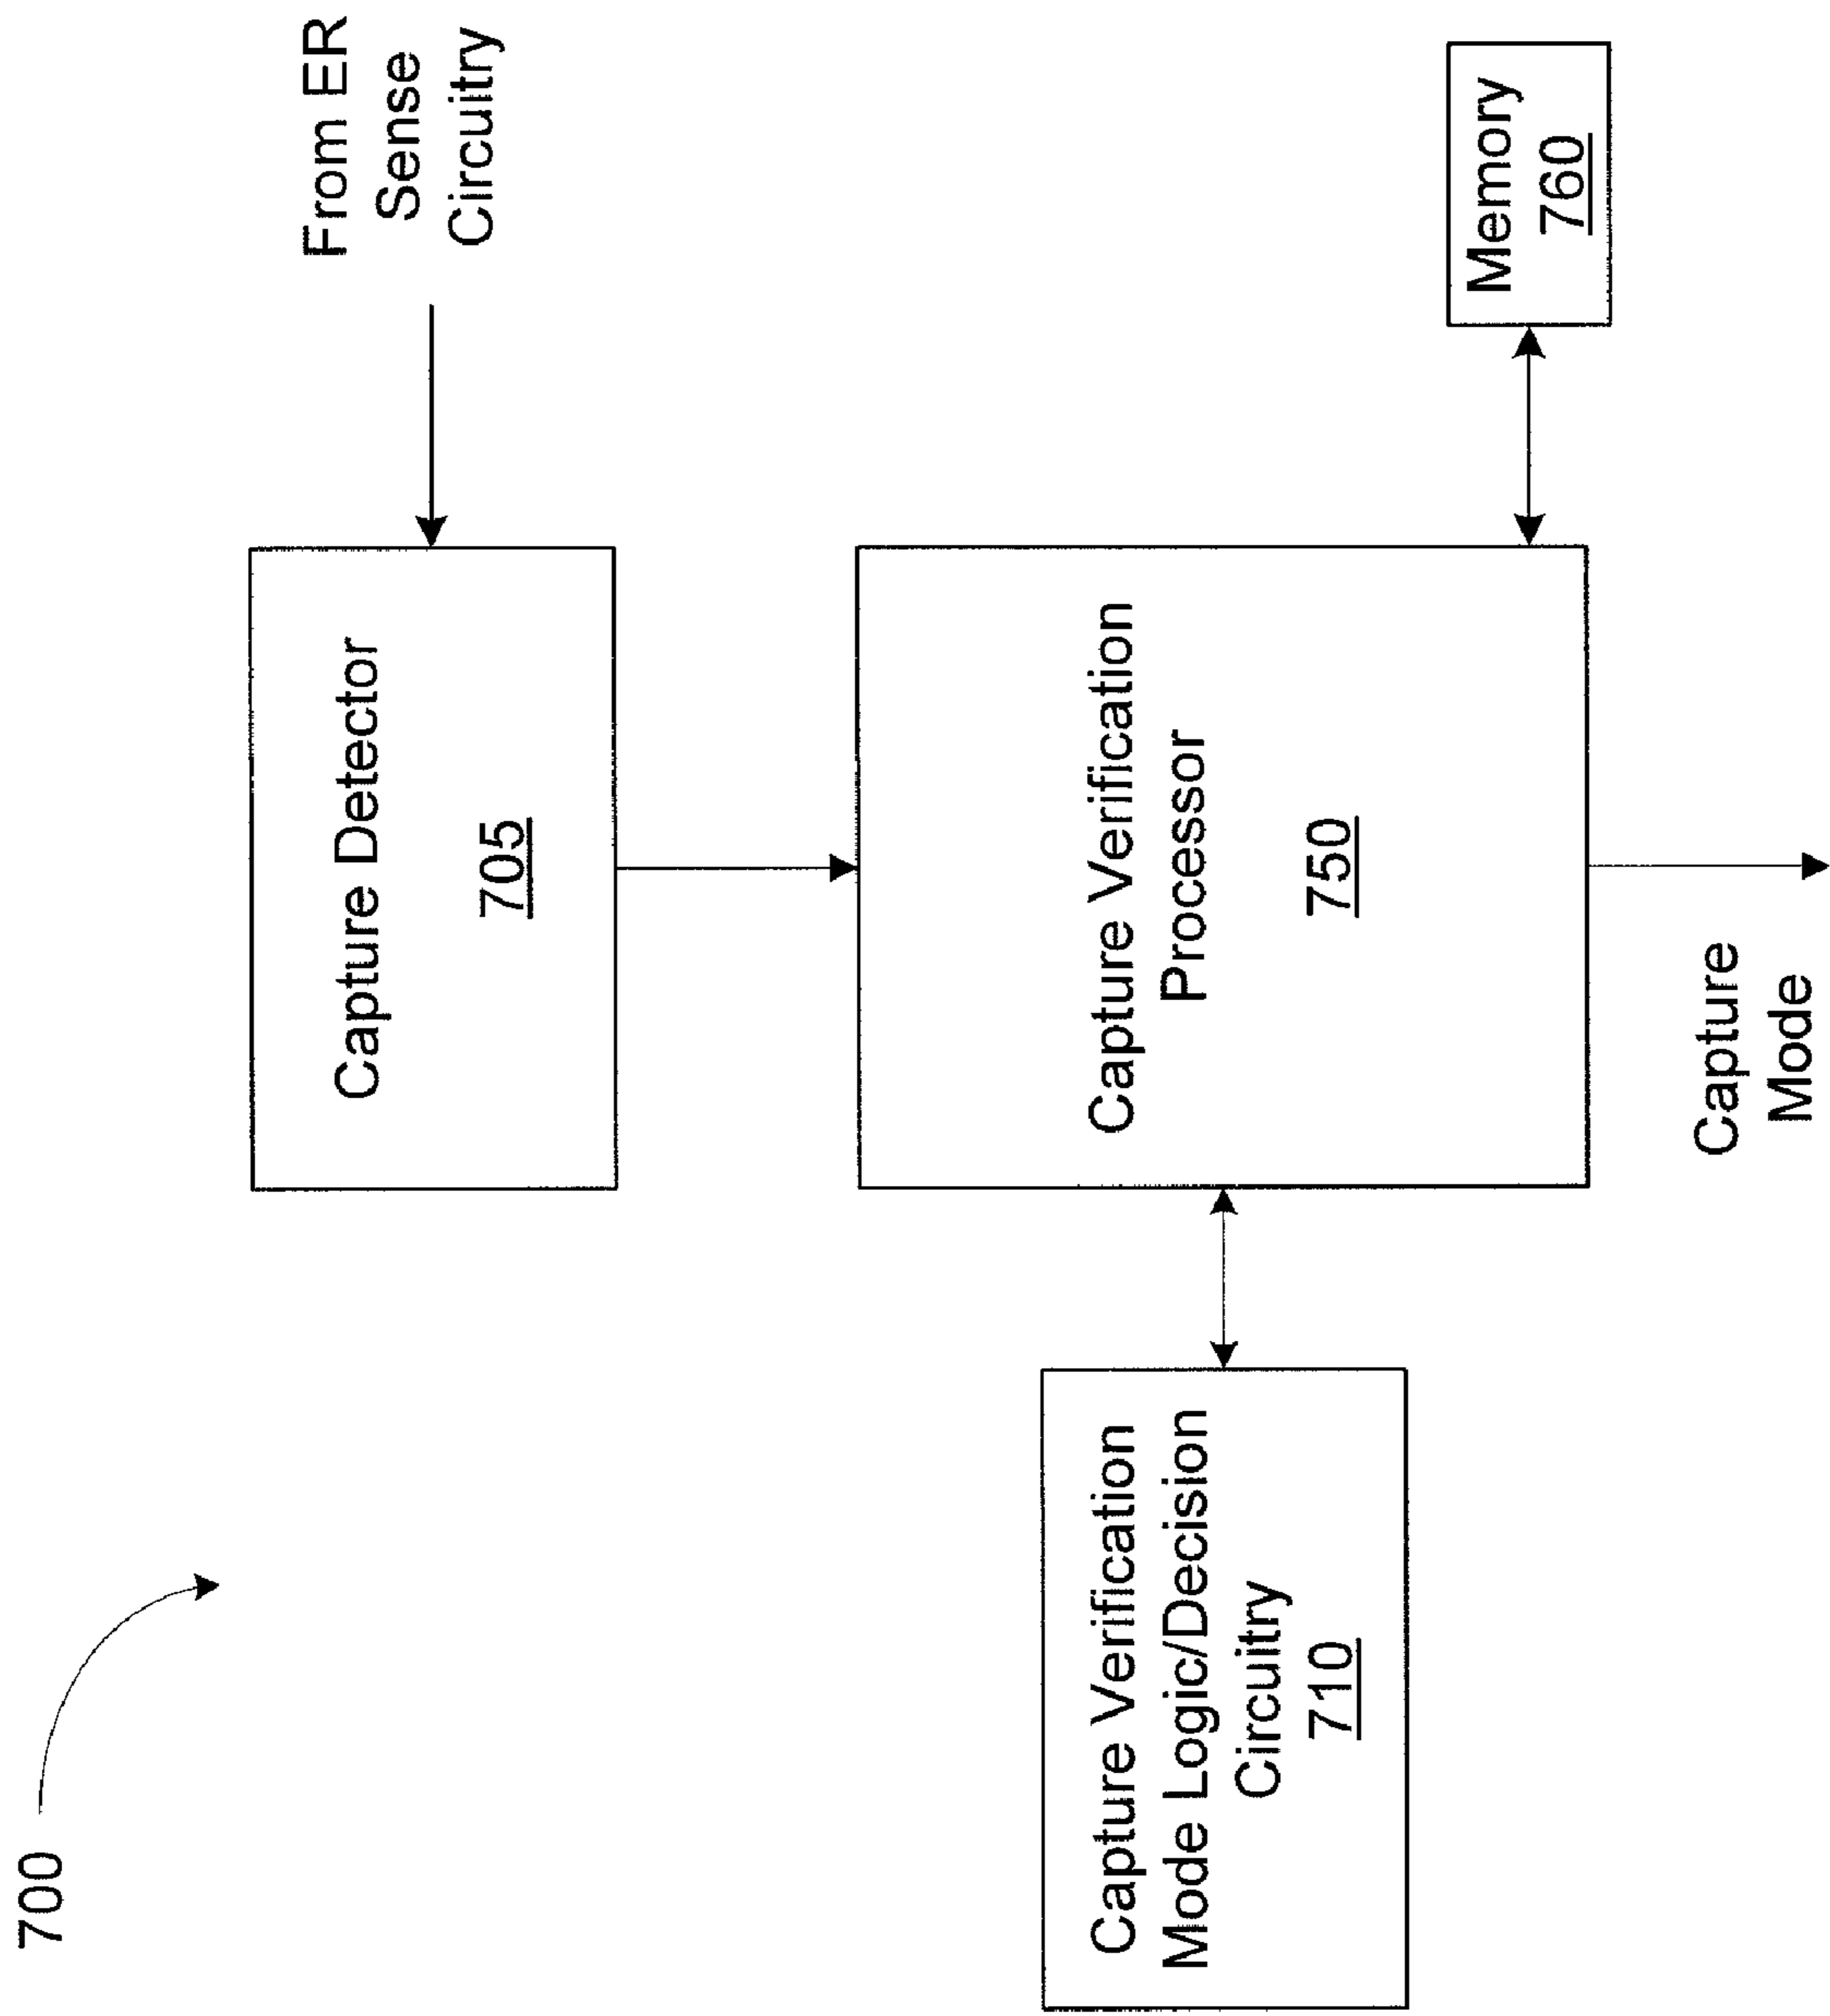 700
From ER
Sense
Circuitry
Capture Detector
705
Capture Verification
Mode Logic/Decision
Circuitry
710
Capture Verification
Processor
750
Memory
760
Capture
Mode